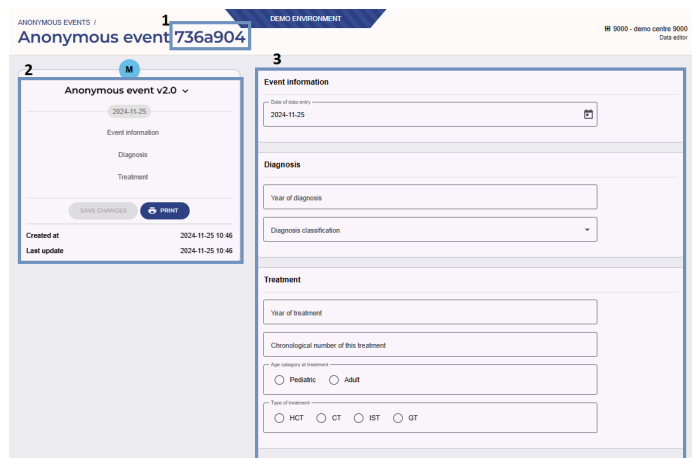 ANONYMOUS EVENTS /
1
DEMO ENVIRONMENT
Anonymous event 736a904
9000 - demo centre 9000
Data editor
2
M
Anonymous event v2.0
2024-11-25
Event information
Diagnosis
Treatment
SAVE CHANGES
PRINT
Created at 2024-11-25 10:46
Last update 2024-11-25 10:46
3
Event information
Date of data entry
2024-11-25
Diagnosis
Year of diagnosis
Diagnosis classification
Treatment
Year of treatment
Chronological number of this treatment
Age category at treatment
Pediatric Adult
Type of treatment
HCT CT IST GT